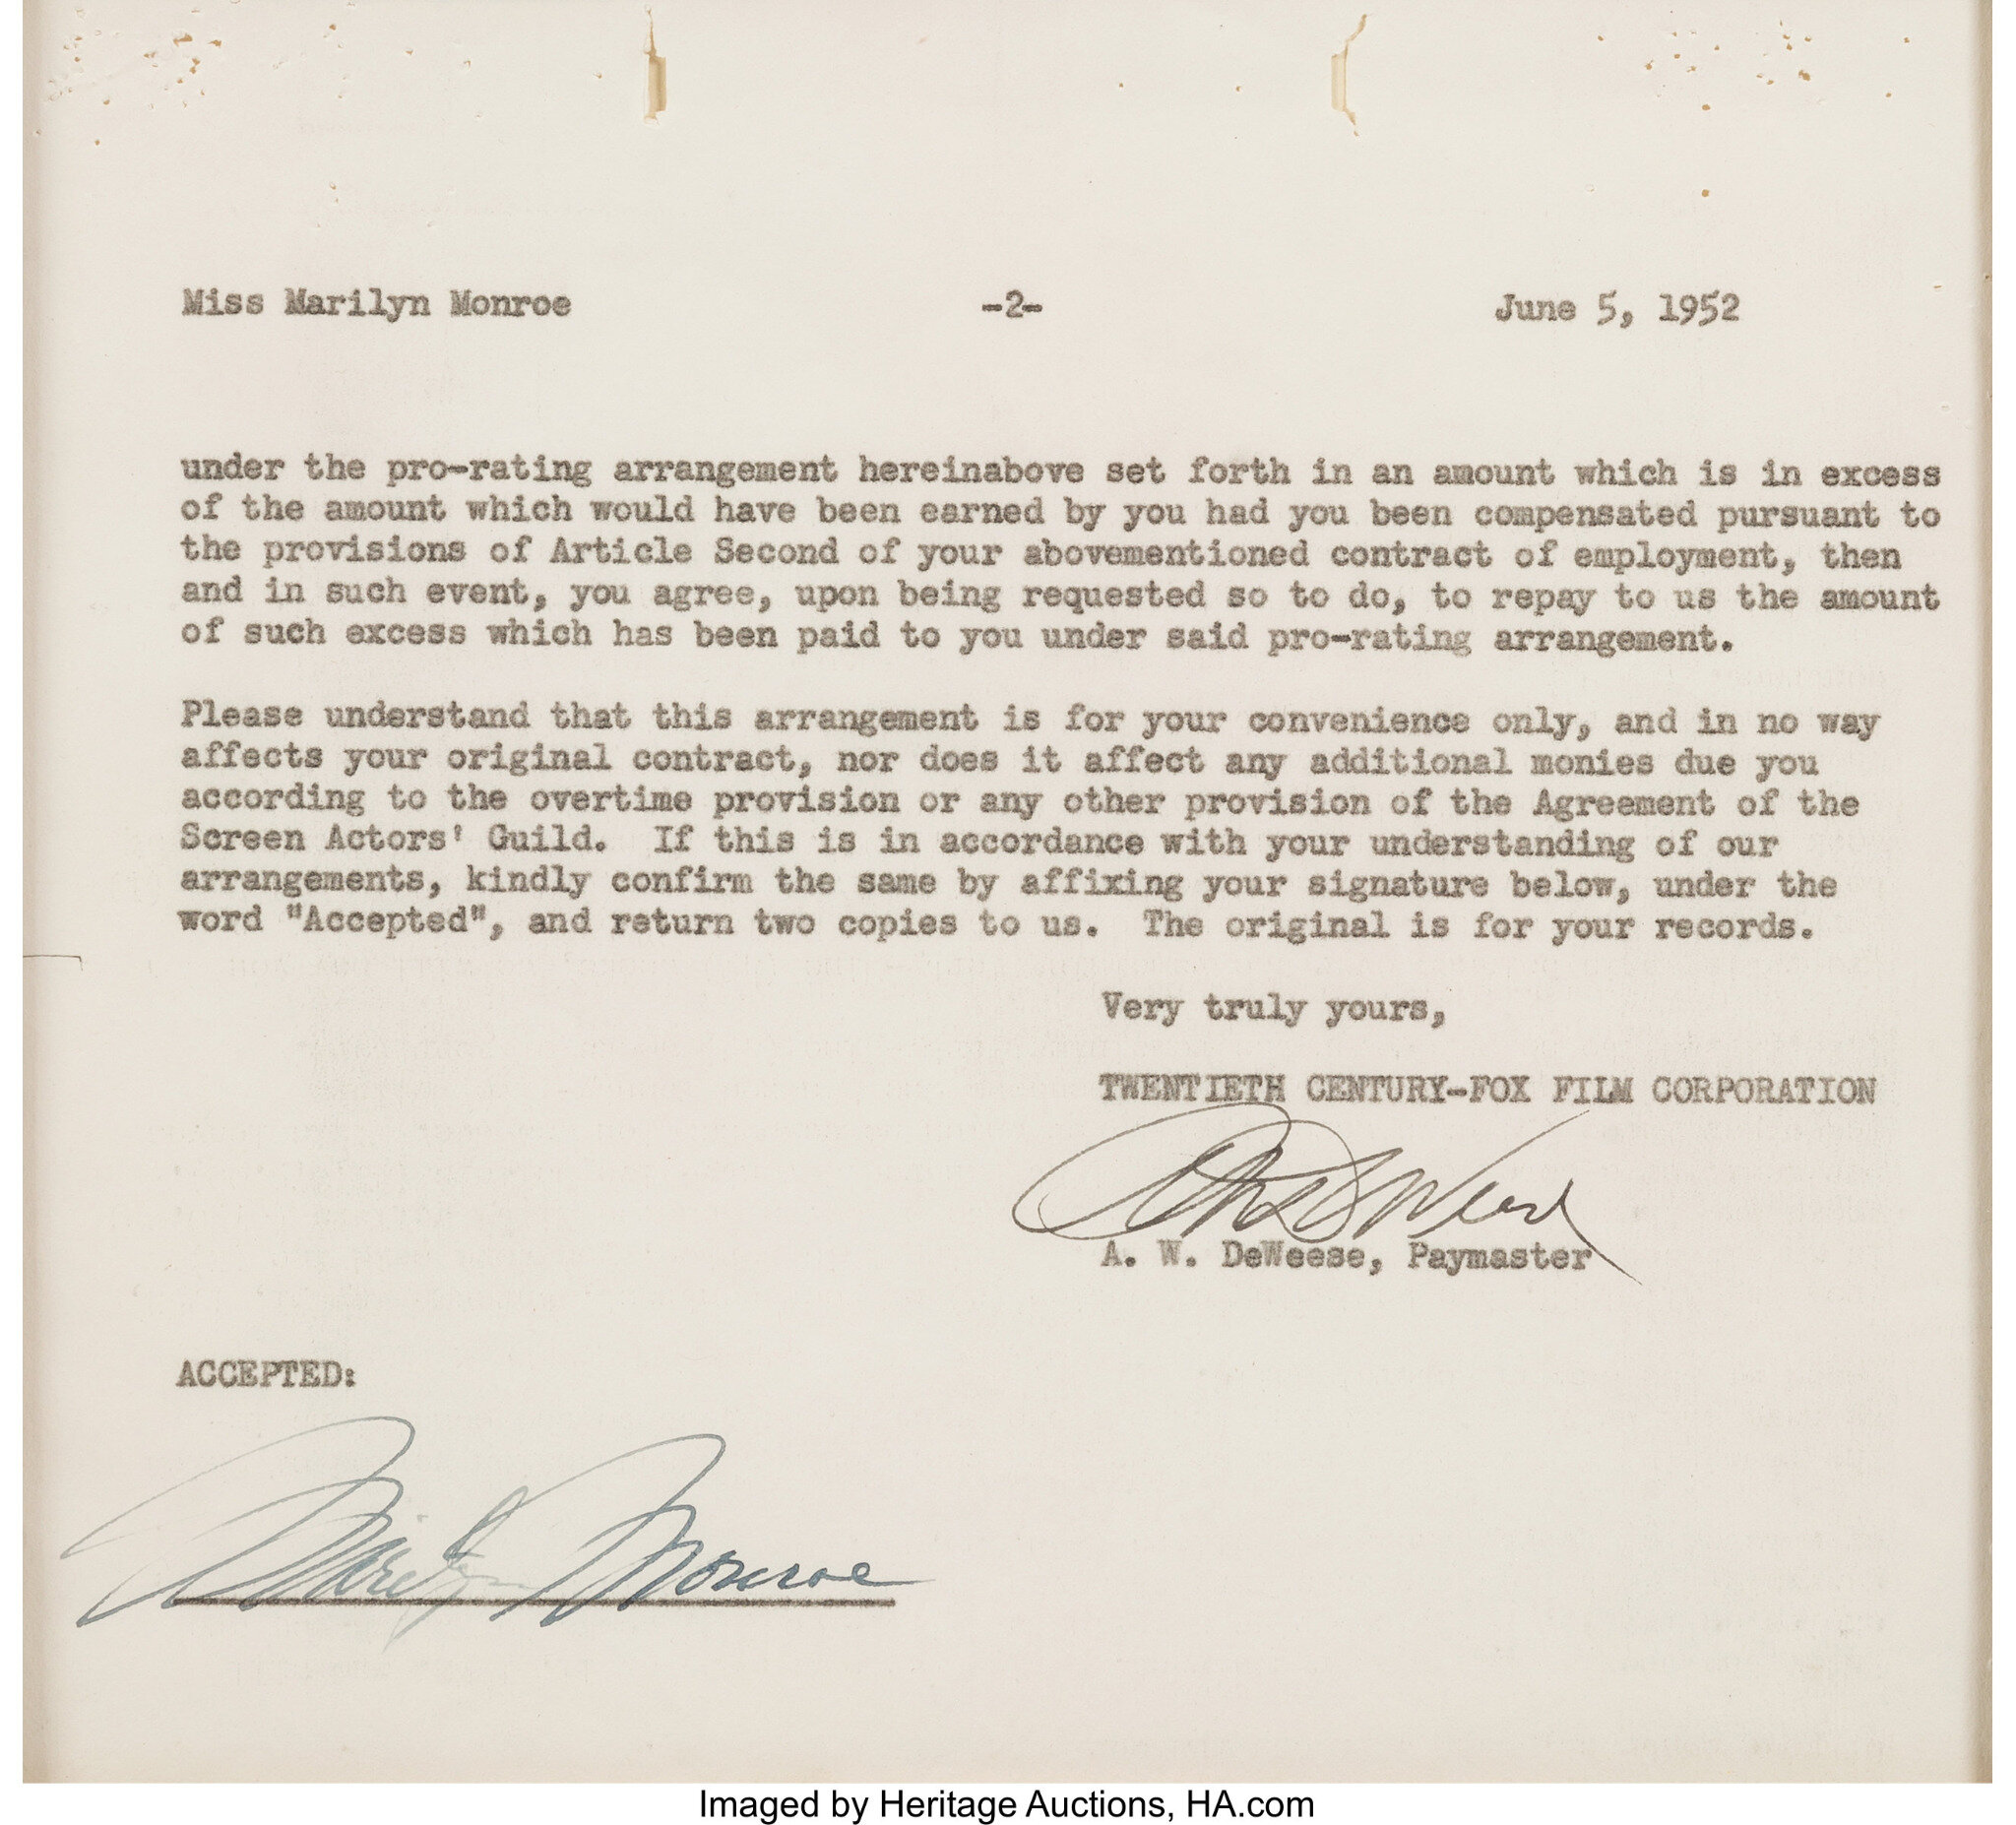 Miss Marilyn Monroe -2- June 5, 1952
under the pro-rating arrangement hereinabove set forth in an amount which is in excess
of the amount which would have been earned by you had you been compensated pursuant to
the provisions of Article Second of your abovementioned contract of employment, then
and in such event, you agree, upon being requested so to do, to repay to us the amount
of such excess which has been paid to you under said pro-rating arrangement.
Please understand that this arrangement is for your convenience only, and in no way
affects your original contract, nor does it affect any additional monies due you
according to the overtime provision or any other provision of the Agreement of the
Screen Actors' Guild. If this is in accordance with your understanding of our
arrangements, kindly confirm the same by affixing your signature below, under the
word "Accepted", and return two copies to us. The original is for your records.
Very truly yours,
TWENTIETH CENTURY-FOX FILM CORPORATION
A. W. DeWeese, Paymaster
ACCEPTED:
Marilyn Monroe
Imaged by Heritage Auctions, HA.com